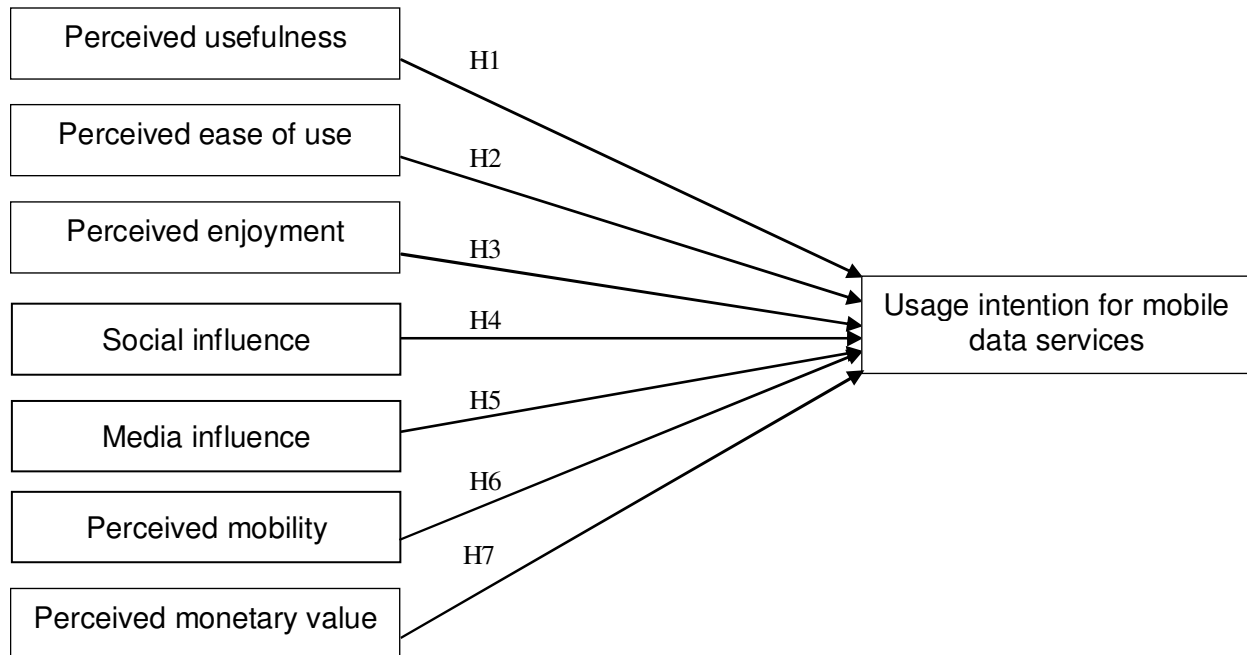 Perceived usefulness
H1
Perceived ease of use
H2
Perceived enjoyment
H3
Social influence
H4
Media influence
H5
Perceived mobility
H6
Perceived monetary value
H7
Usage intention for mobile
data services